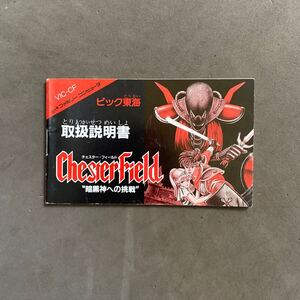 VIC-CF
ビック東海
とりあつかいせつめいしょ
取扱説明書
チェスター・フィールド
Chester Field
"暗黒神への挑戦"